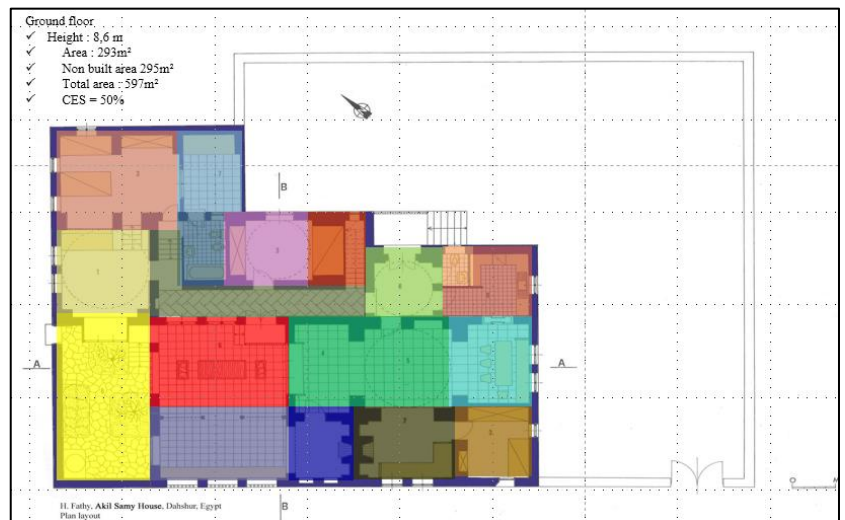 Ground floor
✓ Height : 8,6 m
✓ Area : 293m²
✓ Non built area 295m²
✓ Total area : 597m²
✓ CES = 50%
B
A
A
B
H. Fathy, Akil Samy House, Dahshur, Egypt
Plan layout